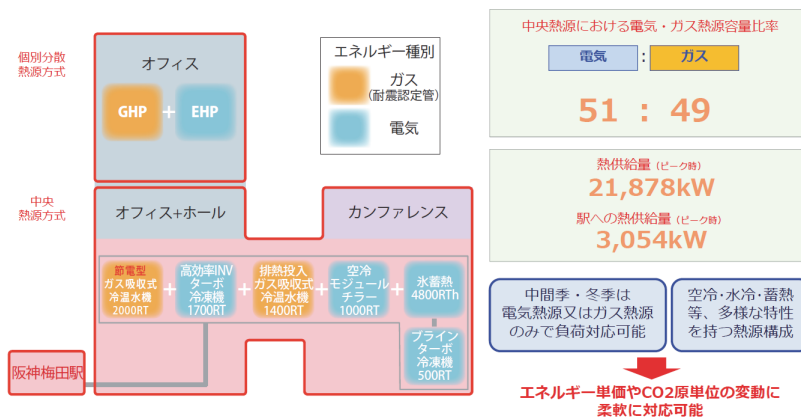 個別分散
熱源方式
オフィス
GHP
+
EHP
エネルギー種別
ガス
(耐震認定管)
電気
中央
熱源方式
オフィス+ホール
カンファレンス
節電型
ガス吸収式
冷温水機
2000RT
+
高効率INV
ターボ
冷凍機
1700RT
+
排熱投入
ガス吸収式
冷温水機
1400RT
+
空冷
モジュール
チラー
1000RT
+
氷蓄熱
4800RTh
ブライン
ターボ
冷凍機
500RT
阪神梅田駅
中央熱源における電気・ガス熱源容量比率
電気 : ガス
51 : 49
熱供給量 (ピーク時)
21,878kW
駅への熱供給量 (ピーク時)
3,054kW
中間季・冬季は
電気熱源又はガス熱源
のみで負荷対応可能
空冷・水冷・蓄熱
等、多様な特性
を持つ熱源構成
エネルギー単価やCO2原単位の変動に
柔軟に対応可能